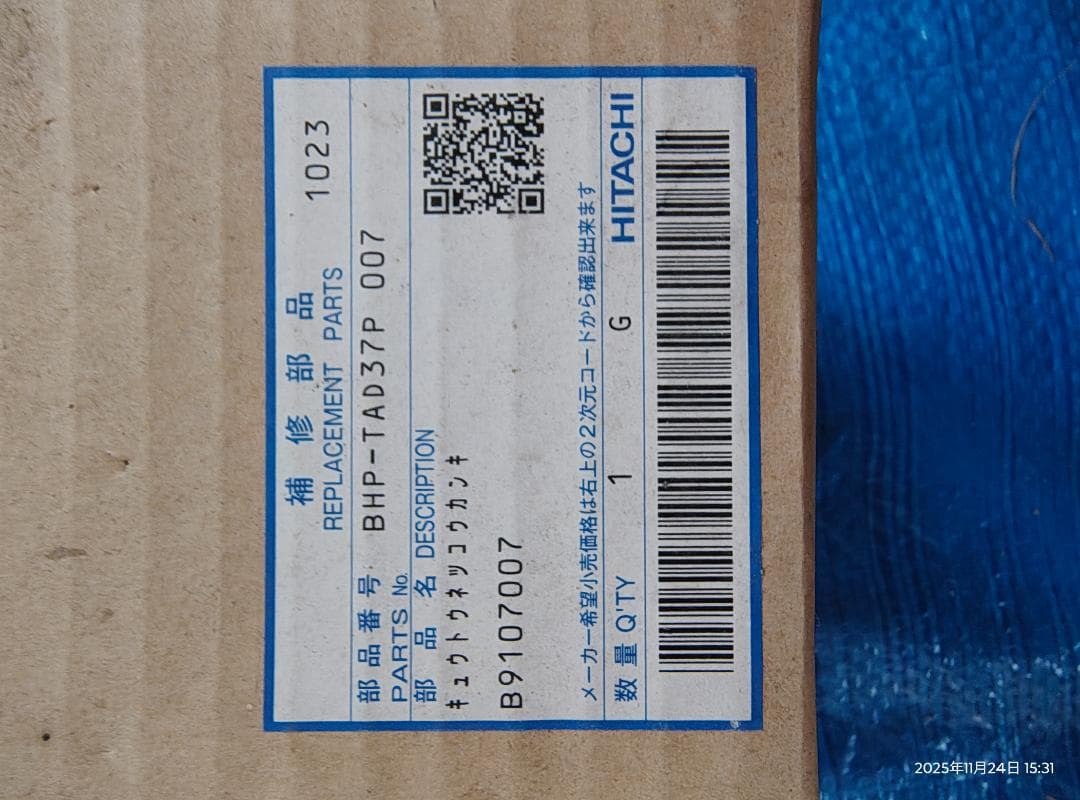 補修部品 1023
REPLACEMENT PARTS
部品番号 BHP-TAD37P 007
PARTS No.
部品名 DESCRIPTION
キュウトウネツコウカンキ
B9107007
メーカー希望小売価格は右上の2次元コードから確認出来ます
数量 Q'TY 1 G HITACHI
2025年11月24日 15:31